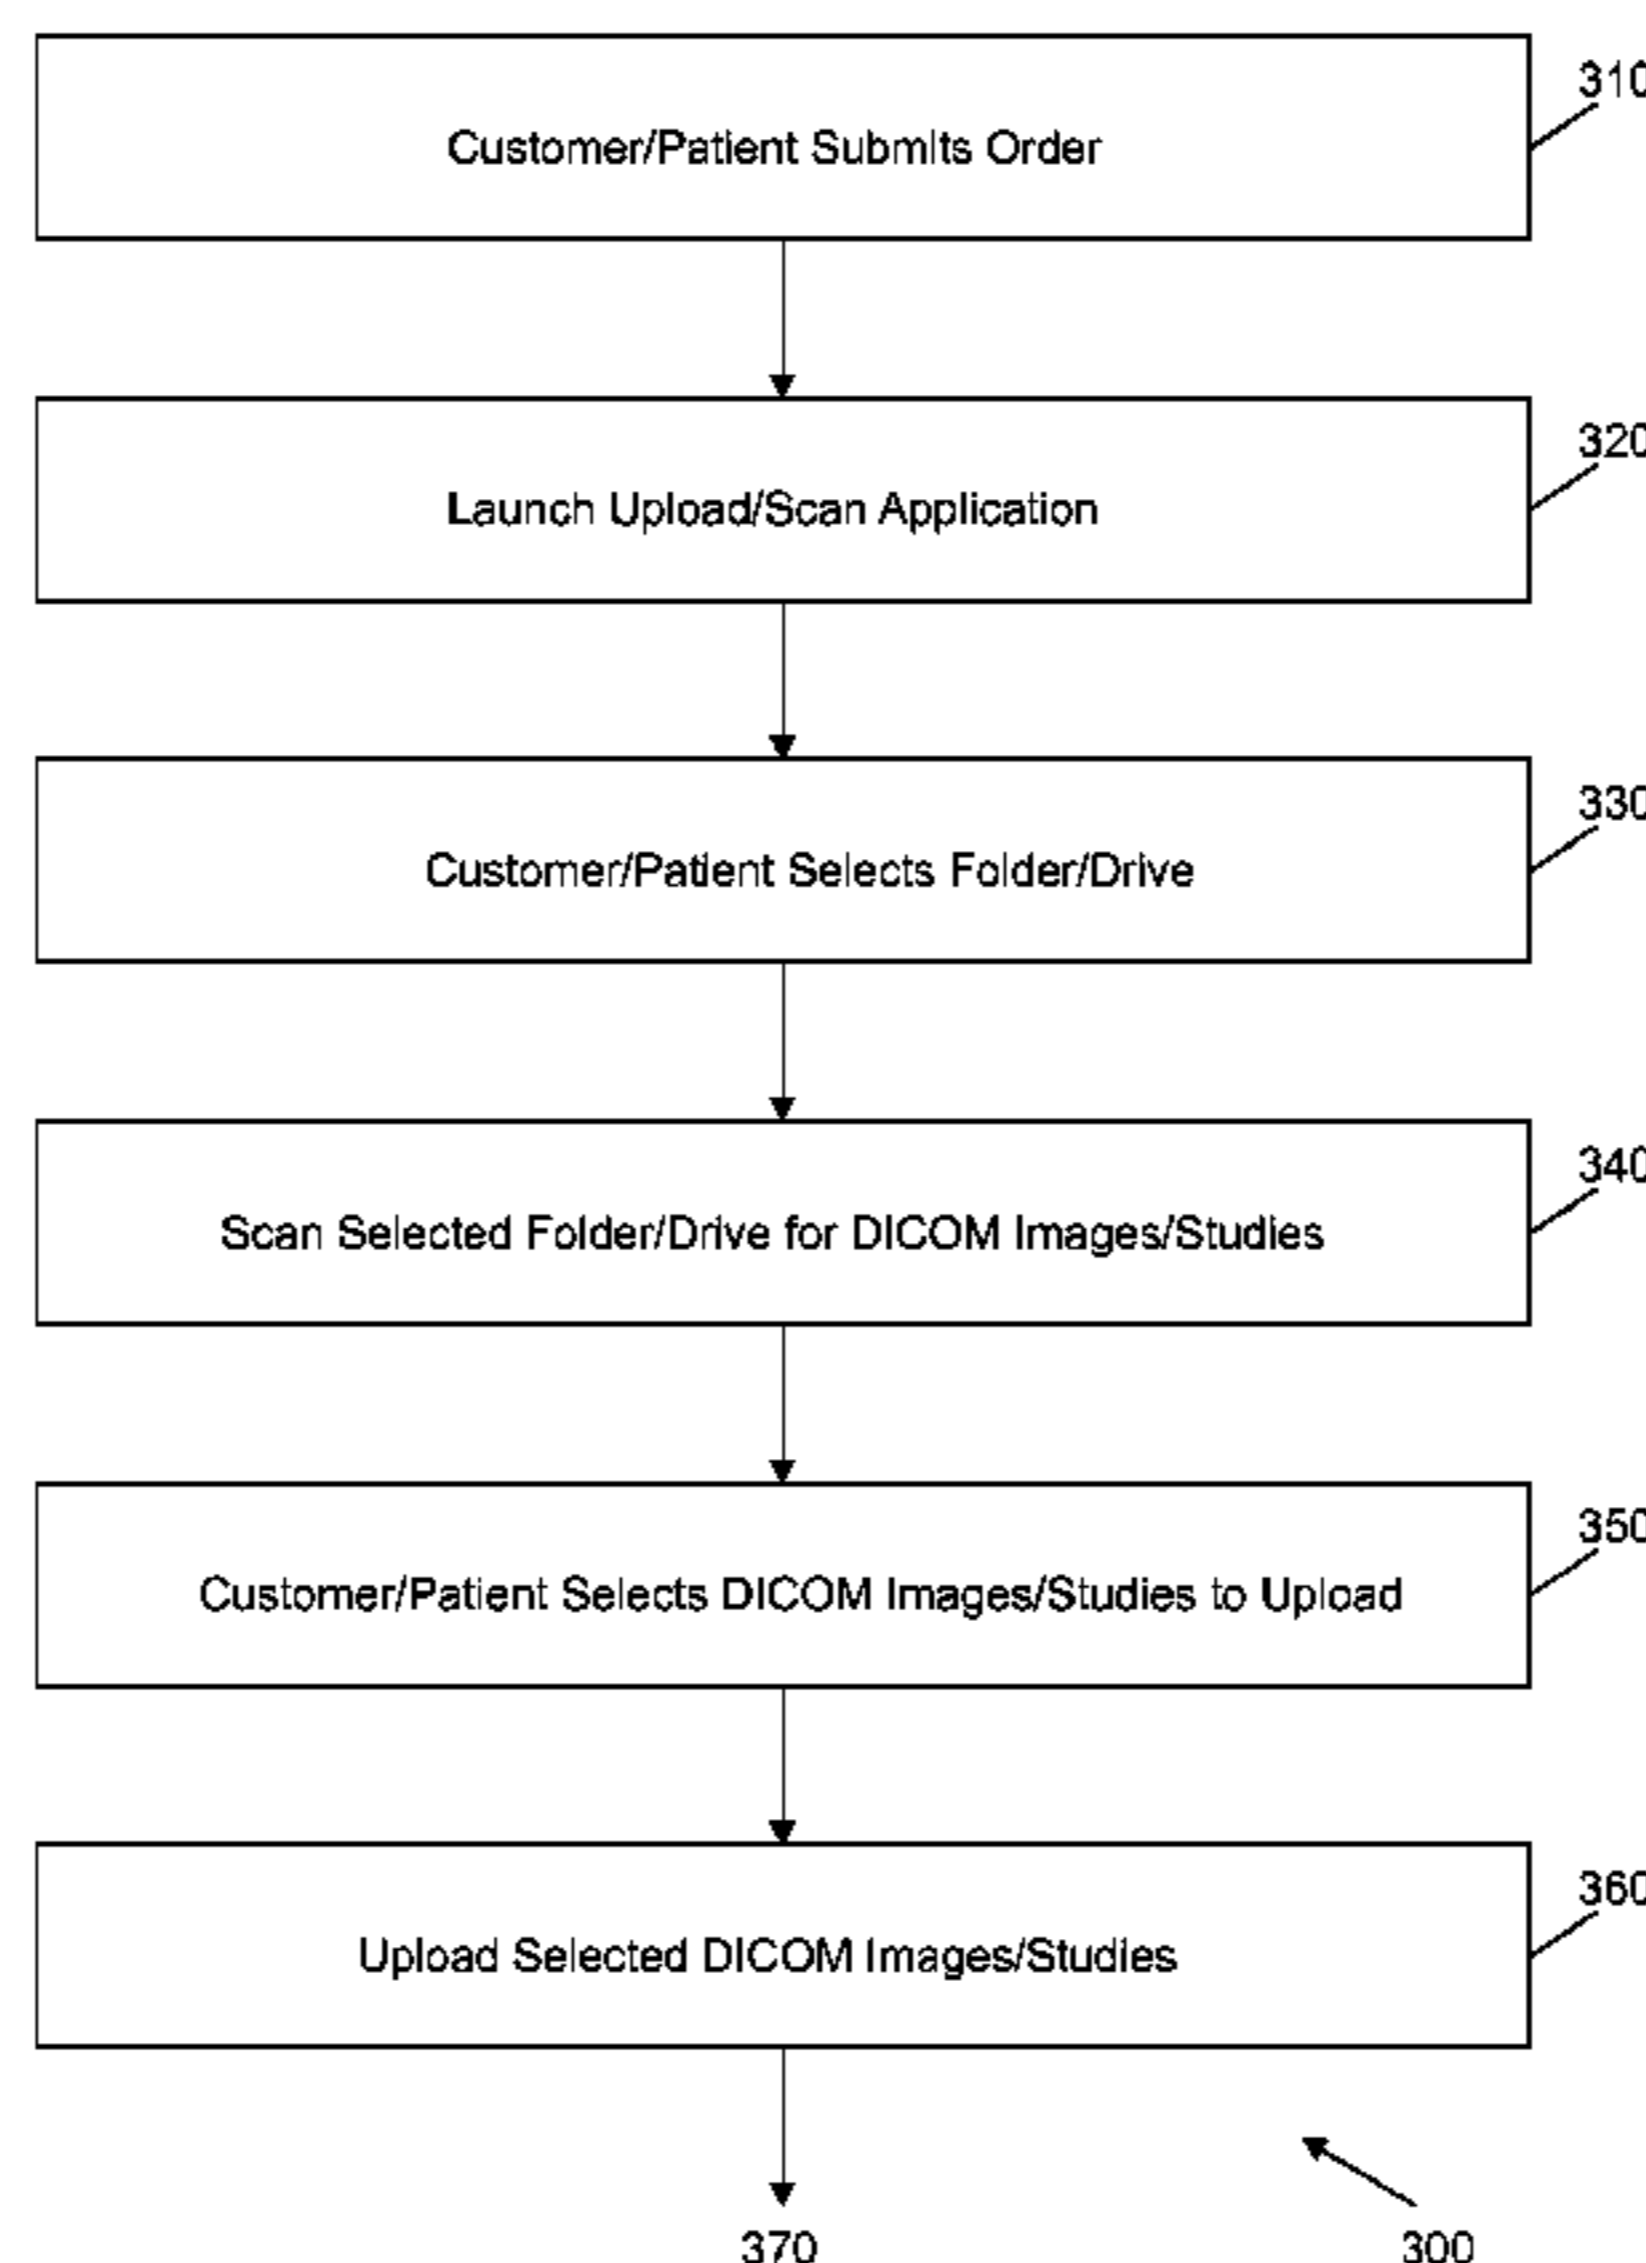 310
Customer/Patient Submits Order
320
Launch Upload/Scan Application
330
Customer/Patient Selects Folder/Drive
340
Scan Selected Folder/Drive for DICOM Images/Studies
350
Customer/Patient Selects DICOM Images/Studies to Upload
360
Upload Selected DICOM Images/Studies
370
300